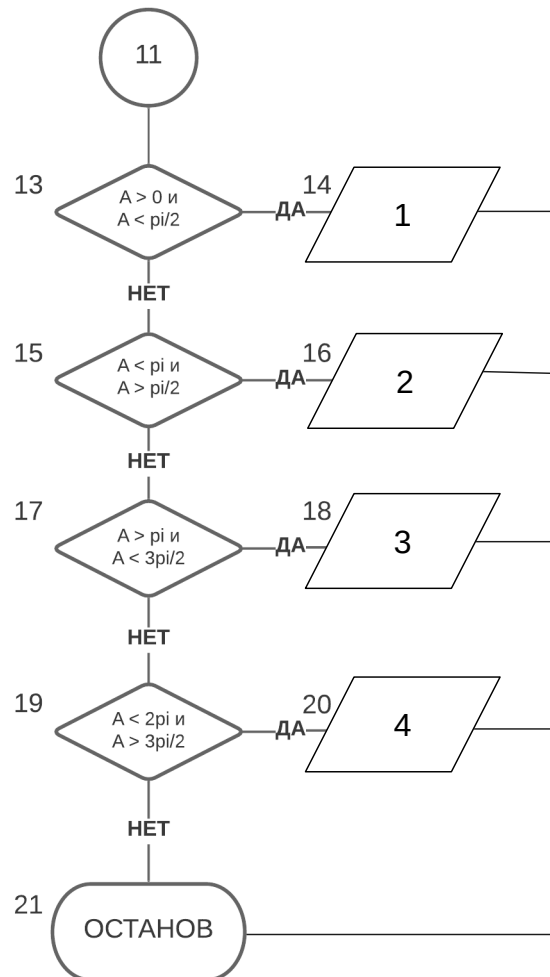 11
13
A > 0 и
A < pi/2
ДА
14
1
НЕТ
15
A < pi и
A > pi/2
ДА
16
2
НЕТ
17
A > pi и
A < 3pi/2
ДА
18
3
НЕТ
19
A < 2pi и
A > 3pi/2
ДА
20
4
НЕТ
21
ОСТАНОВ